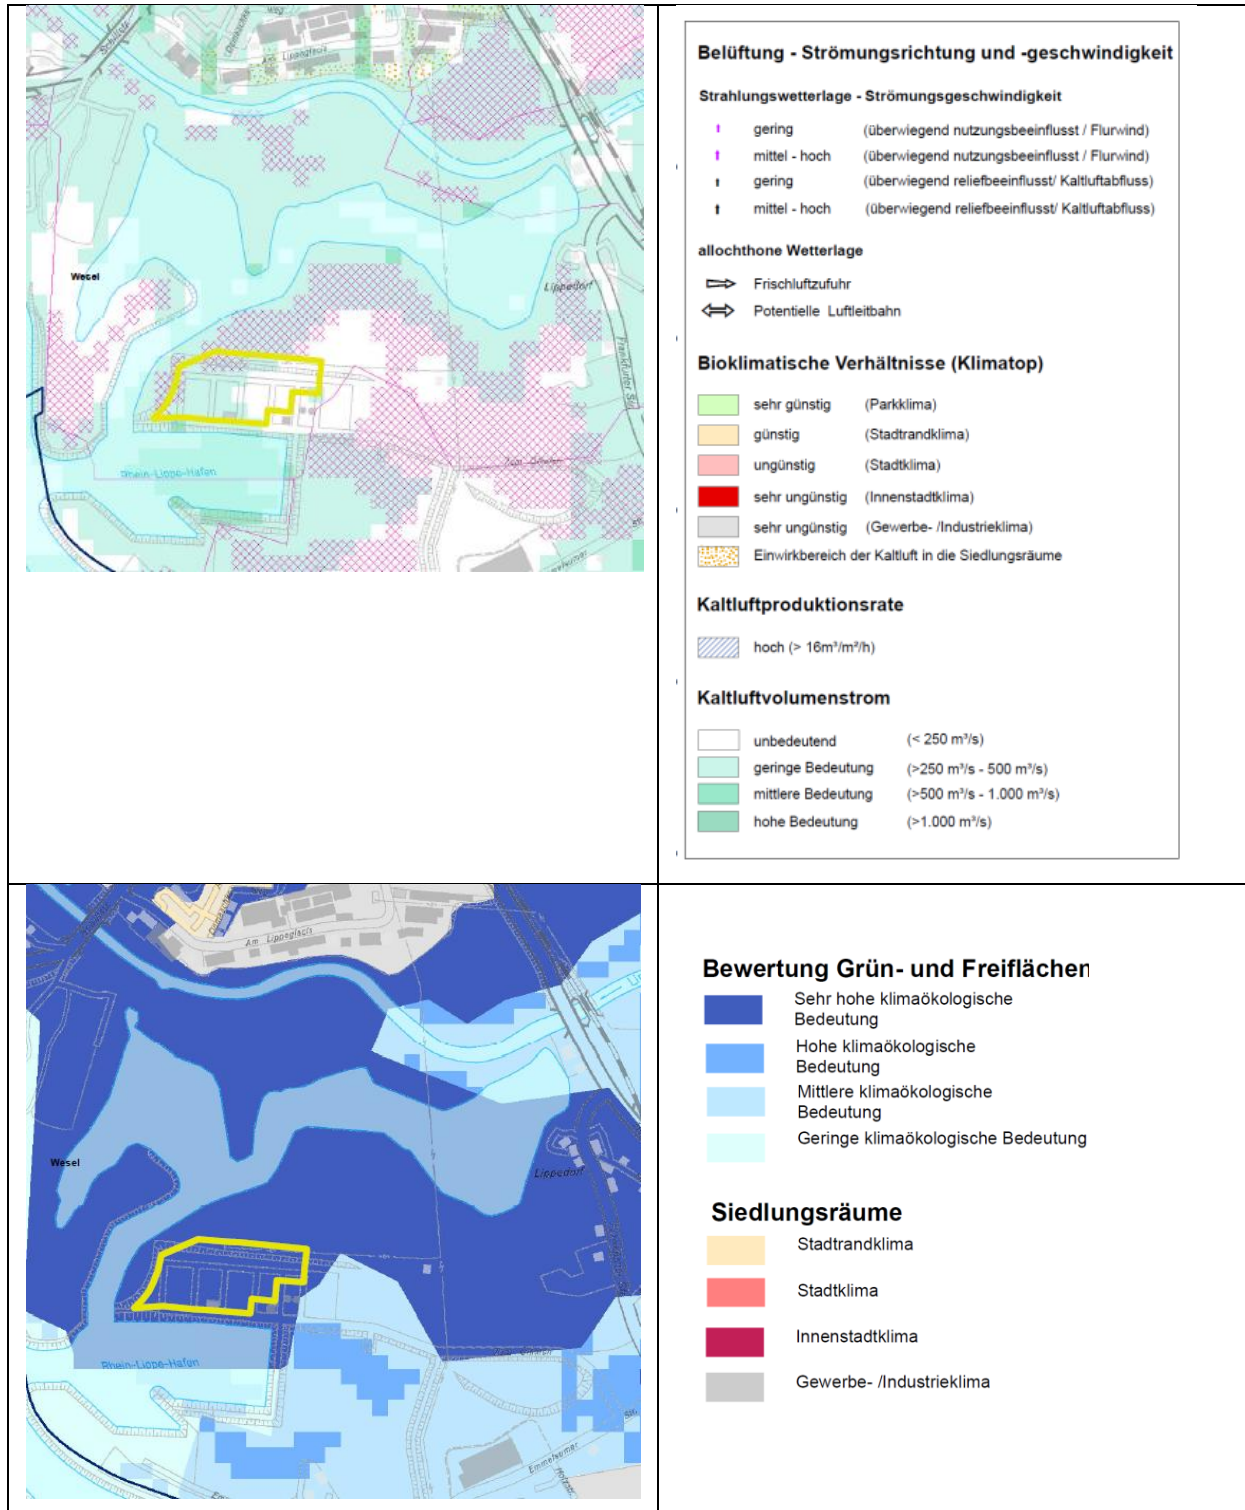 Schillstr.
Am Lippeglacis
Wesel
Lippedorf
Frankfurter Str.
Rhein-Lippe-Hafen
Belüftung - Strömungsrichtung und -geschwindigkeit
Strahlungswetterlage - Strömungsgeschwindigkeit
gering (überwiegend nutzungsbeeinflusst / Flurwind)
mittel - hoch (überwiegend nutzungsbeeinflusst / Flurwind)
gering (überwiegend reliefbeeinflusst/ Kaltluftabfluss)
mittel - hoch (überwiegend reliefbeeinflusst/ Kaltluftabfluss)
allochthone Wetterlage
Frischluftzufuhr
Potentielle Luftleitbahn
Bioklimatische Verhältnisse (Klimatop)
sehr günstig (Parkklima)
günstig (Stadtrandklima)
ungünstig (Stadtklima)
sehr ungünstig (Innenstadtklima)
sehr ungünstig (Gewerbe- /Industrieklima)
Einwirkbereich der Kaltluft in die Siedlungsräume
Kaltluftproduktionsrate
hoch (> 16m³/m²/h)
Kaltluftvolumenstrom
unbedeutend (< 250 m³/s)
geringe Bedeutung (>250 m³/s - 500 m³/s)
mittlere Bedeutung (>500 m³/s - 1.000 m³/s)
hohe Bedeutung (>1.000 m³/s)
Am Lippeglacis
Wesel
Lippedorf
Rhein-Lippe-Hafen
Emmelsumer
Str.
Bewertung Grün- und Freiflächen
Sehr hohe klimaökologische
Bedeutung
Hohe klimaökologische
Bedeutung
Mittlere klimaökologische
Bedeutung
Geringe klimaökologische Bedeutung
Siedlungsräume
Stadtrandklima
Stadtklima
Innenstadtklima
Gewerbe- /Industrieklima